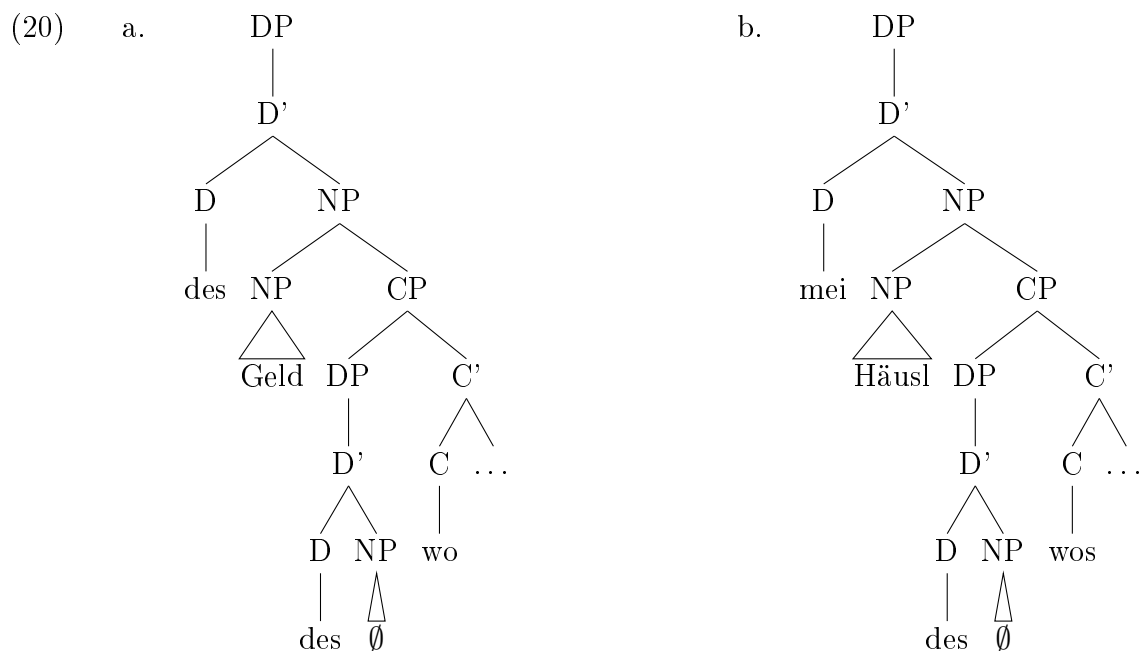 (20) a. DP b. DP
D' D'
D NP D NP
des NP CP mei NP CP
Geld DP C' Häusl DP C'
D' C ... D' C ...
D NP wo D NP wos
des ∅ des ∅